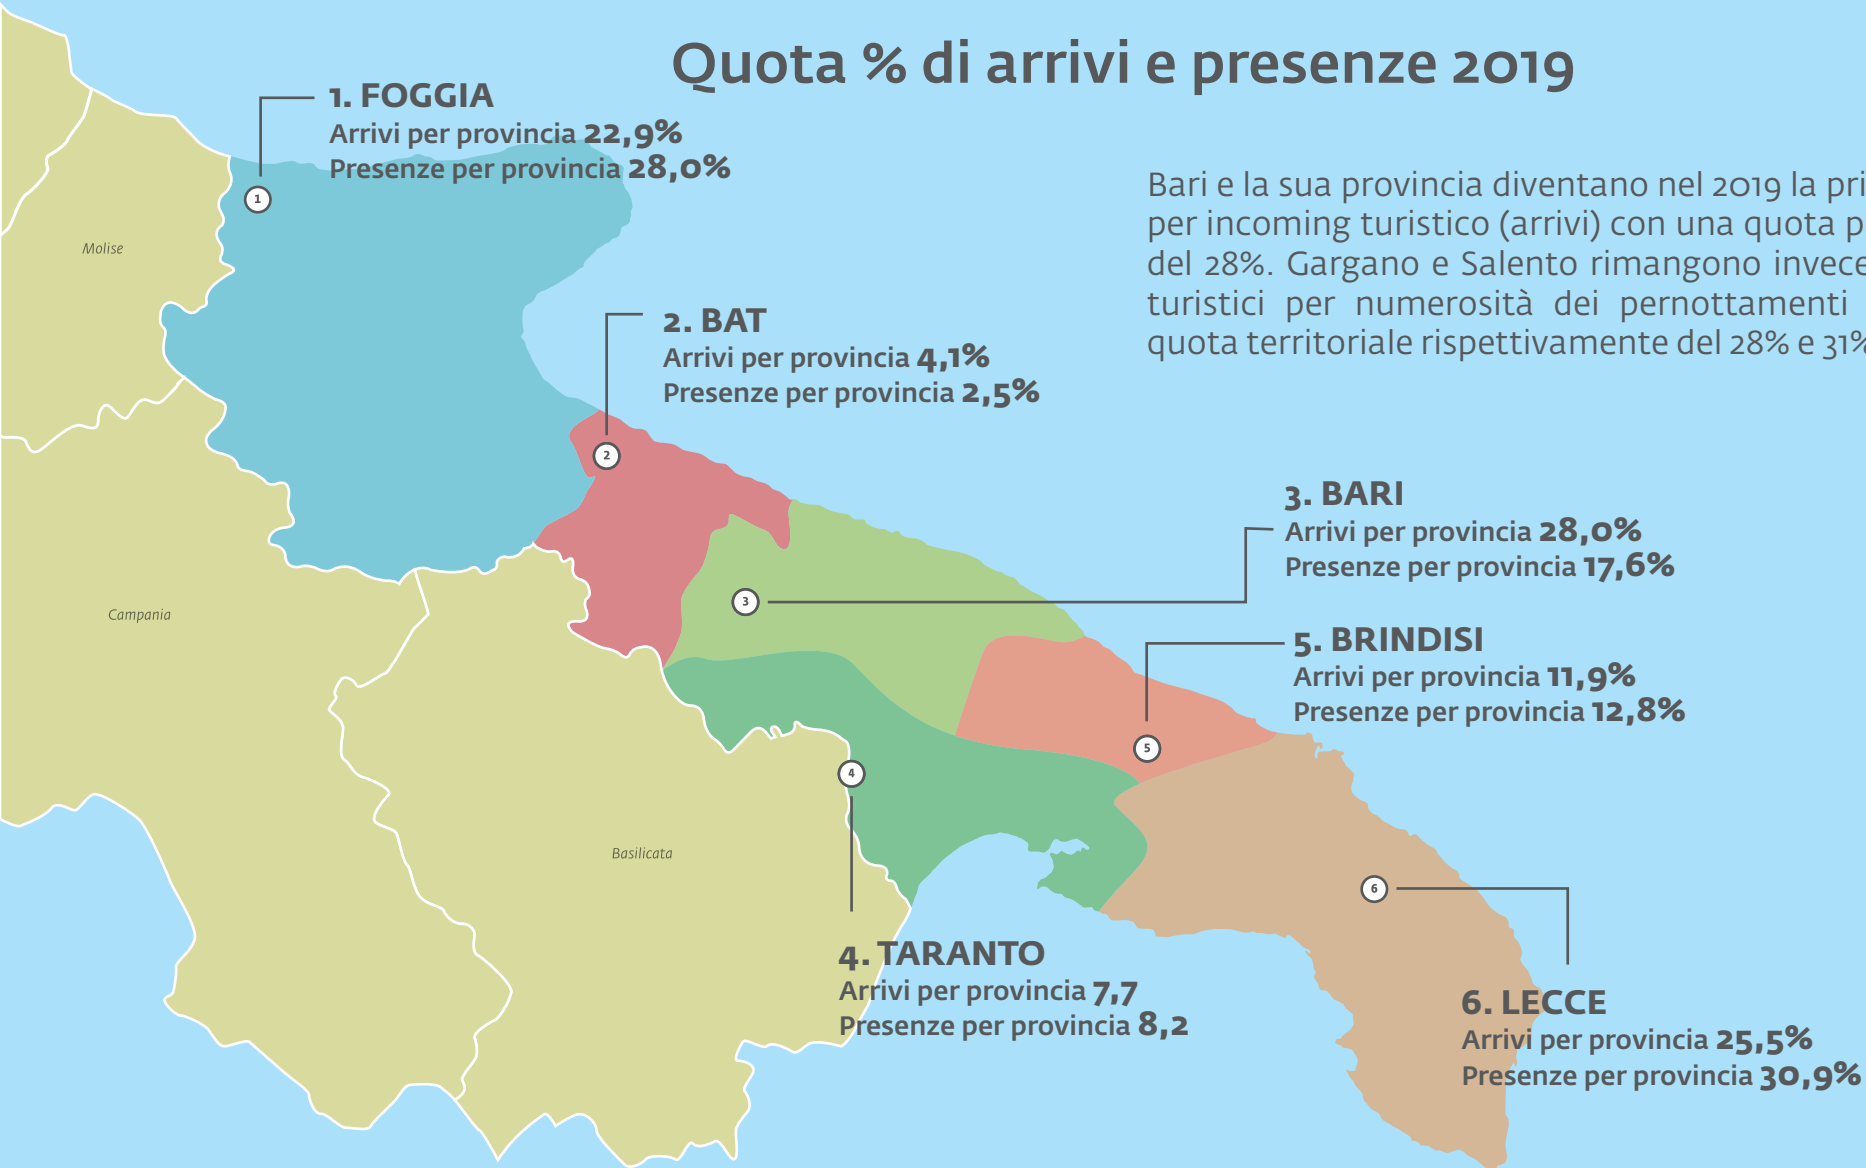 Quota % di arrivi e presenze 2019
1. FOGGIA
Arrivi per provincia 22,9%
Presenze per provincia 28,0%
1
Bari e la sua provincia diventano nel 2019 la
per incoming turistico (arrivi) con una quota
del 28%. Gargano e Salento rimangono invece
turistici per numerosità dei pernottamenti
quota territoriale rispettivamente del 28% e 31%
Molise
2. BAT
Arrivi per provincia 4,1%
Presenze per provincia 2,5%
2
3. BARI
Arrivi per provincia 28,0%
Presenze per provincia 17,6%
3
Campania
5. BRINDISI
Arrivi per provincia 11,9%
Presenze per provincia 12,8%
5
4
Basilicata
6
4. TARANTO
Arrivi per provincia 7,7
Presenze per provincia 8,2
6. LECCE
Arrivi per provincia 25,5%
Presenze per provincia 30,9%